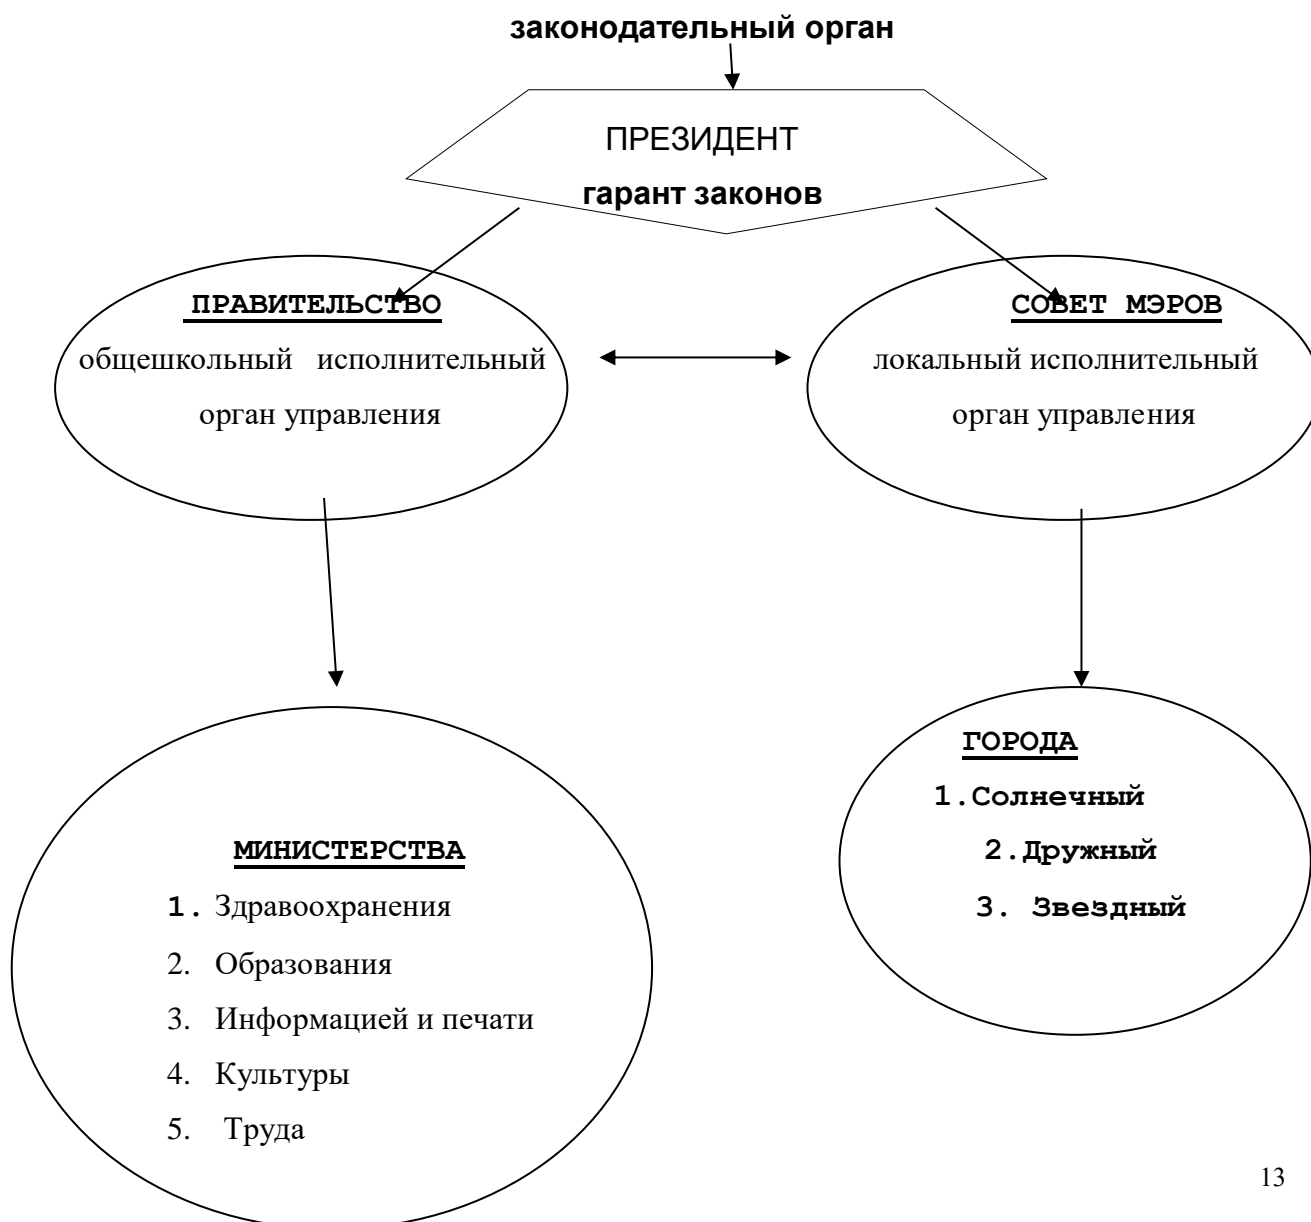 законодательный орган
ПРЕЗИДЕНТ
гарант законов
ПРАВИТЕЛЬСТВО
общешкольный исполнительный
орган управления
СОВЕТ МЭРОВ
локальный исполнительный
орган управления
МИНИСТЕРСТВА
1. Здравоохранения
2. Образования
3. Информацией и печати
4. Культуры
5. Труда
ГОРОДА
1.Солнечный
2.Дружный
3. Звездный
13